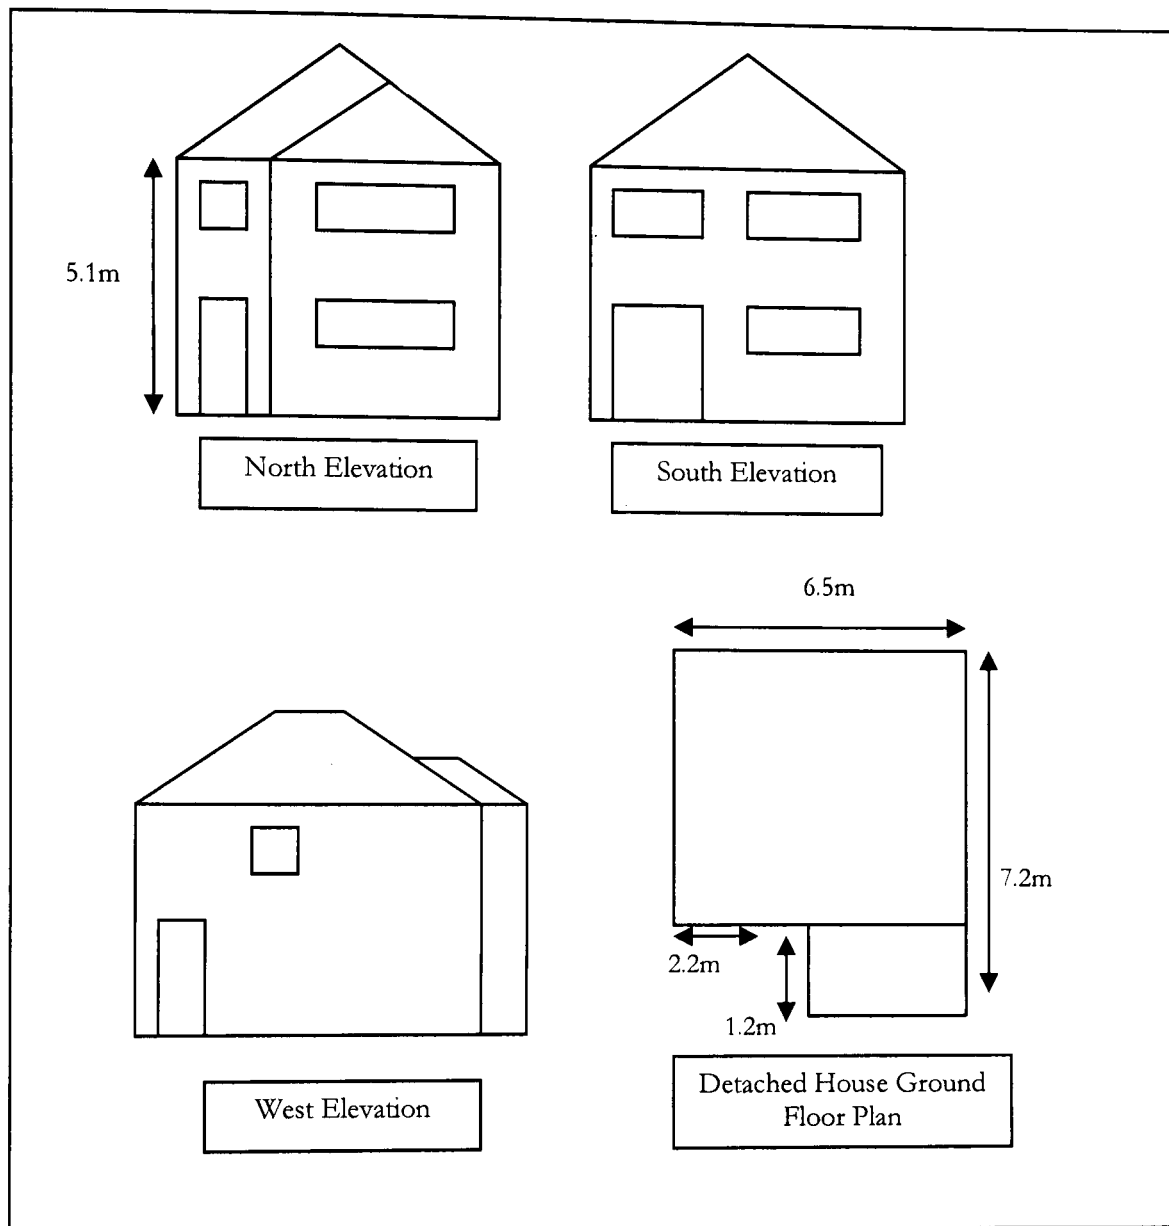 5.1m
North Elevation
South Elevation
6.5m
7.2m
2.2m
1.2m
West Elevation
Detached House Ground
Floor Plan